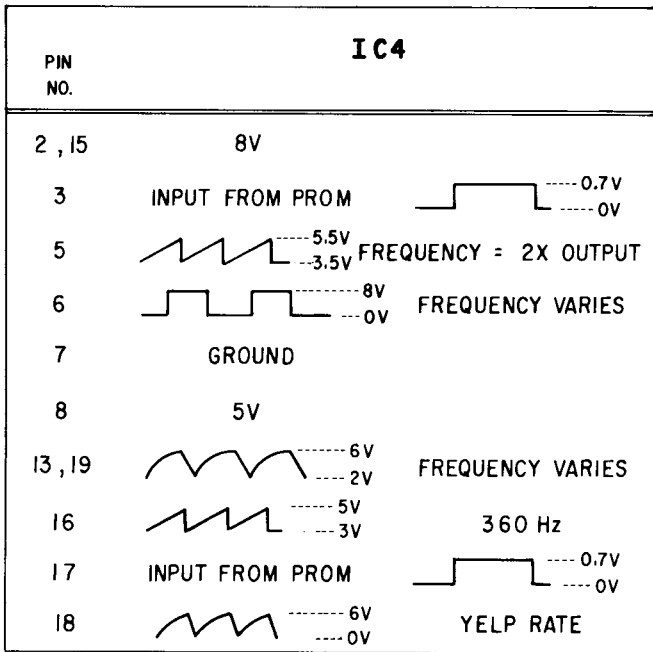 IC4
PIN
NO.
2, 15 8V
3 INPUT FROM PROM 0.7V
0V
5 5.5V FREQUENCY = 2X OUTPUT
3.5V
6 8V FREQUENCY VARIES
0V
7 GROUND
8 5V
13, 19 6V FREQUENCY VARIES
2V
16 5V 360 Hz
3V
17 INPUT FROM PROM 0.7V
0V
18 6V YELP RATE
0V